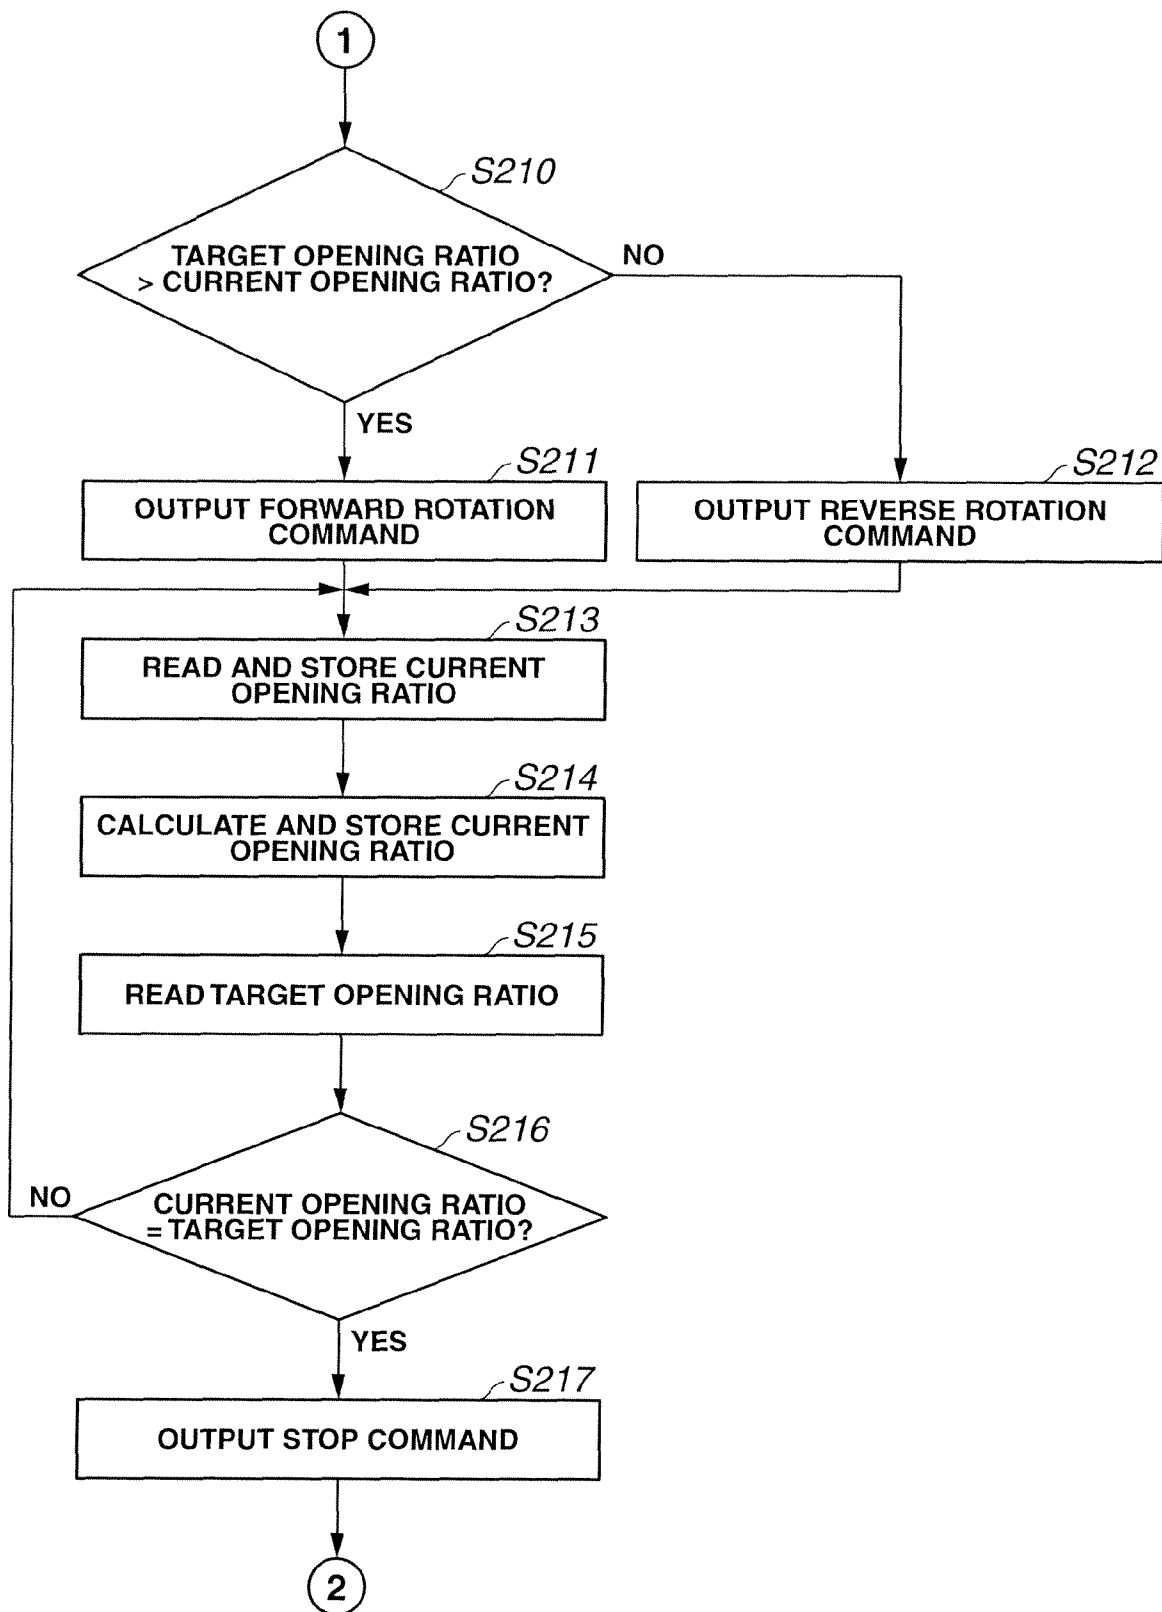 1
S210
TARGET OPENING RATIO
> CURRENT OPENING RATIO?
NO
YES
S211
OUTPUT FORWARD ROTATION
COMMAND
S212
OUTPUT REVERSE ROTATION
COMMAND
S213
READ AND STORE CURRENT
OPENING RATIO
S214
CALCULATE AND STORE CURRENT
OPENING RATIO
S215
READ TARGET OPENING RATIO
S216
CURRENT OPENING RATIO
= TARGET OPENING RATIO?
NO
YES
S217
OUTPUT STOP COMMAND
2